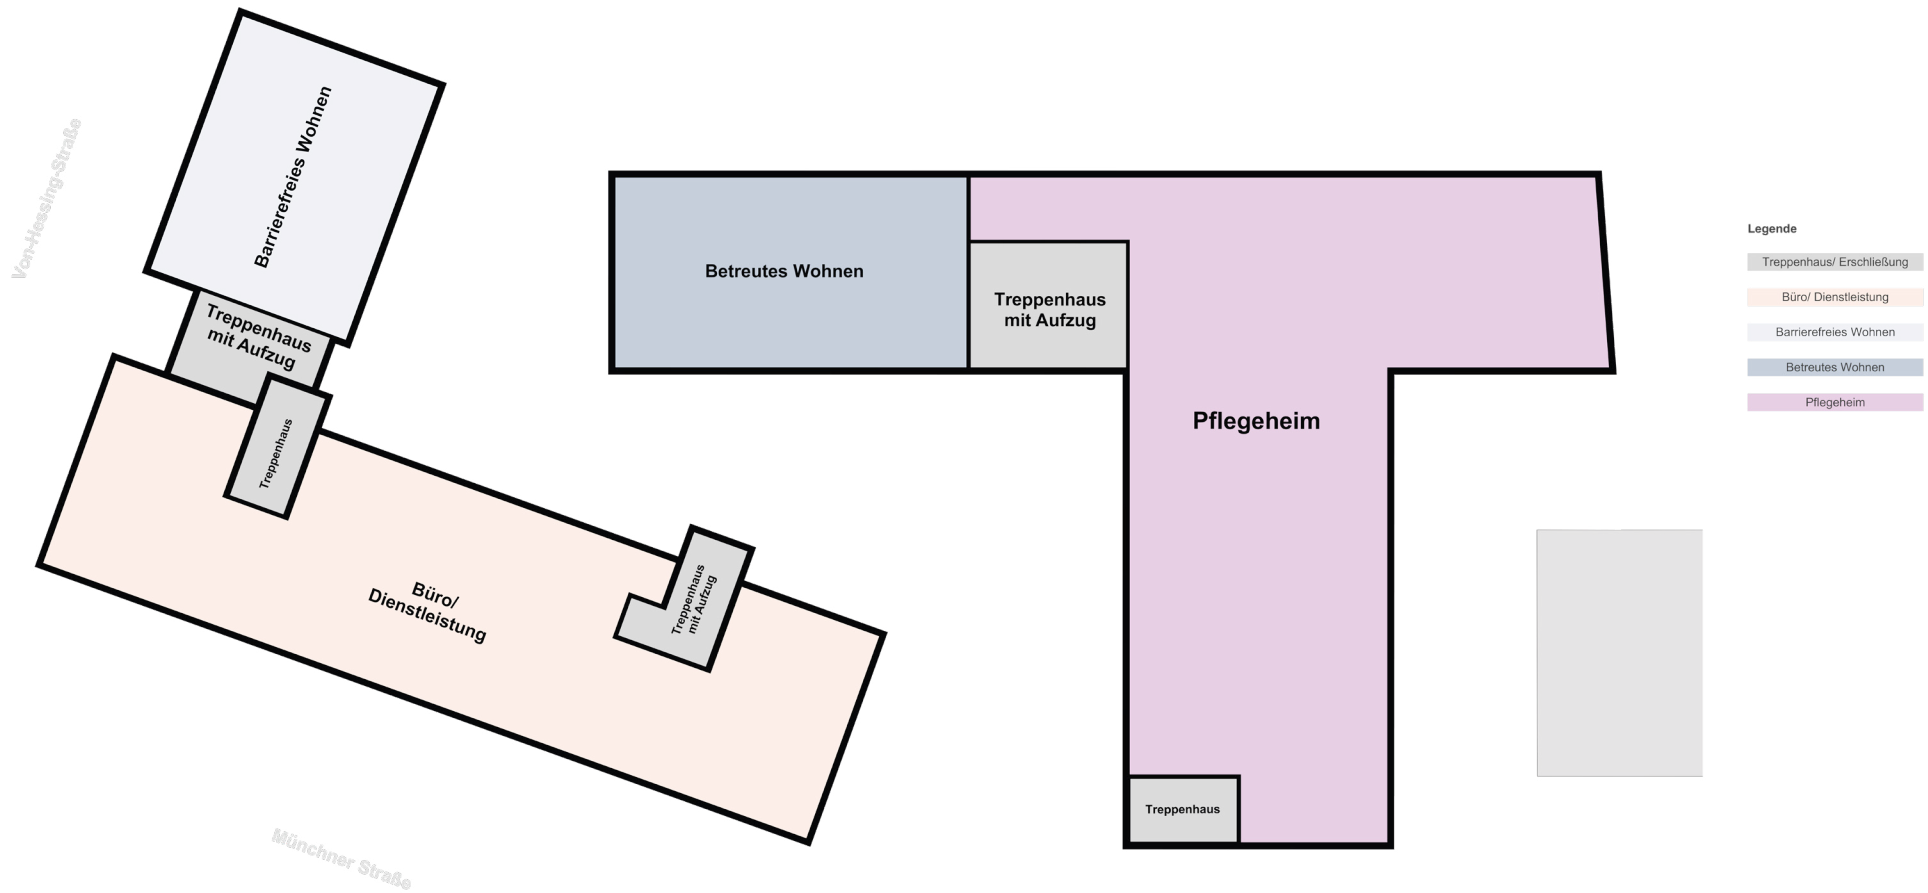 Von-Hessing-Straße
Barrierefreies Wohnen
Treppenhaus
mit Aufzug
Treppenhaus
Büro/
Dienstleistung
Treppenhaus
mit Aufzug
Münchner Straße
Betreutes Wohnen
Treppenhaus
mit Aufzug
Pflegeheim
Treppenhaus
Legende
Treppenhaus/ Erschließung
Büro/ Dienstleistung
Barrierefreies Wohnen
Betreutes Wohnen
Pflegeheim